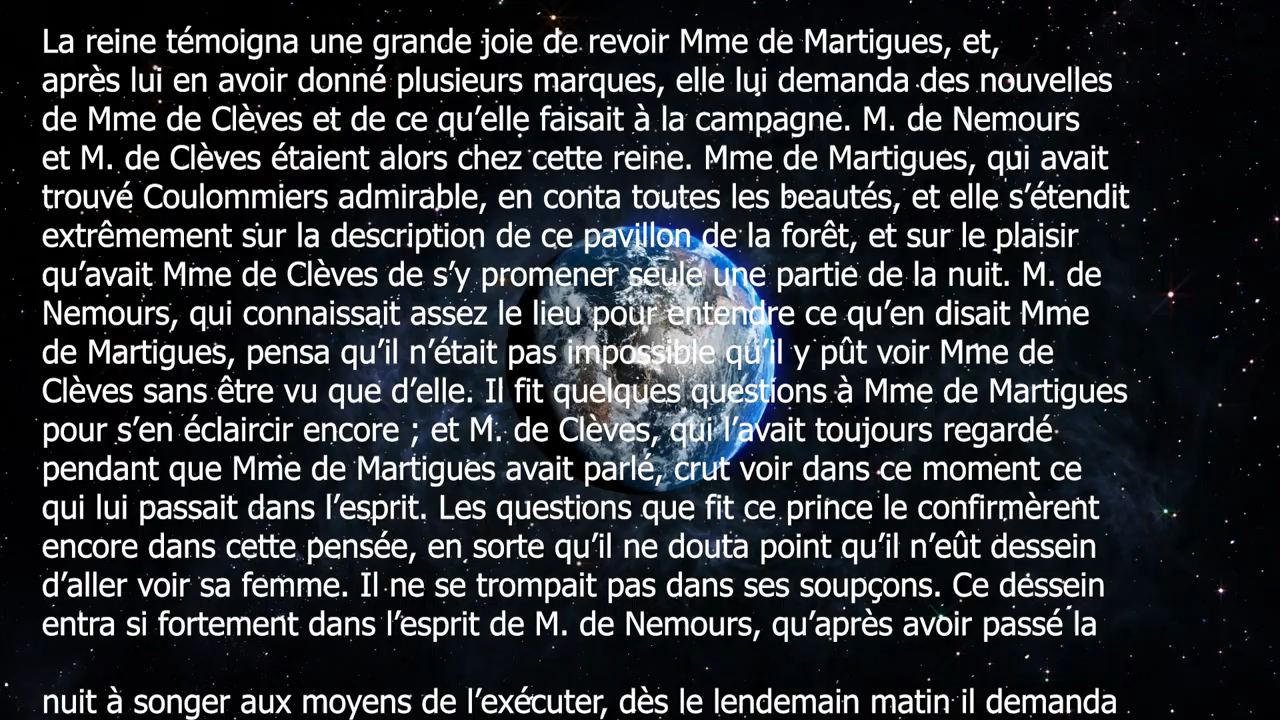 La reine témoigna une grande joie de revoir Mme de Martigues, et,
après lui en avoir donné plusieurs marques, elle lui demanda des nouvelles
de Mme de Clèves et de ce qu’elle faisait à la campagne. M. de Nemours
et M. de Clèves étaient alors chez cette reine. Mme de Martigues, qui avait
trouvé Coulommiers admirable, en conta toutes les beautés, et elle s’étendit
extrêmement sur la description de ce pavillon de la forêt, et sur le plaisir
qu’avait Mme de Clèves de s’y promener seule une partie de la nuit. M. de
Nemours, qui connaissait assez le lieu pour entendre ce qu’en disait Mme
de Martigues, pensa qu’il n’était pas impossible qu’il y pût voir Mme de
Clèves sans être vu que d’elle. Il fit quelques questions à Mme de Martigues
pour s’en éclaircir encore ; et M. de Clèves, qui l’avait toujours regardé
pendant que Mme de Martigues avait parlé, crut voir dans ce moment ce
qui lui passait dans l’esprit. Les questions que fit ce prince le confirmèrent
encore dans cette pensée, en sorte qu’il ne douta point qu’il n’eût dessein
d’aller voir sa femme. Il ne se trompait pas dans ses soupçons. Ce dessein
entra si fortement dans l’esprit de M. de Nemours, qu’après avoir passé la
nuit à songer aux moyens de l’exécuter, dès le lendemain matin il demanda